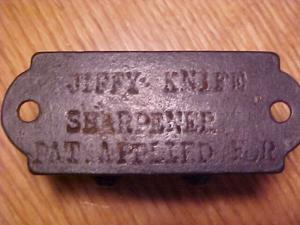 JIFFY KNIFE
SHARPENER
PAT. APPLIED FOR